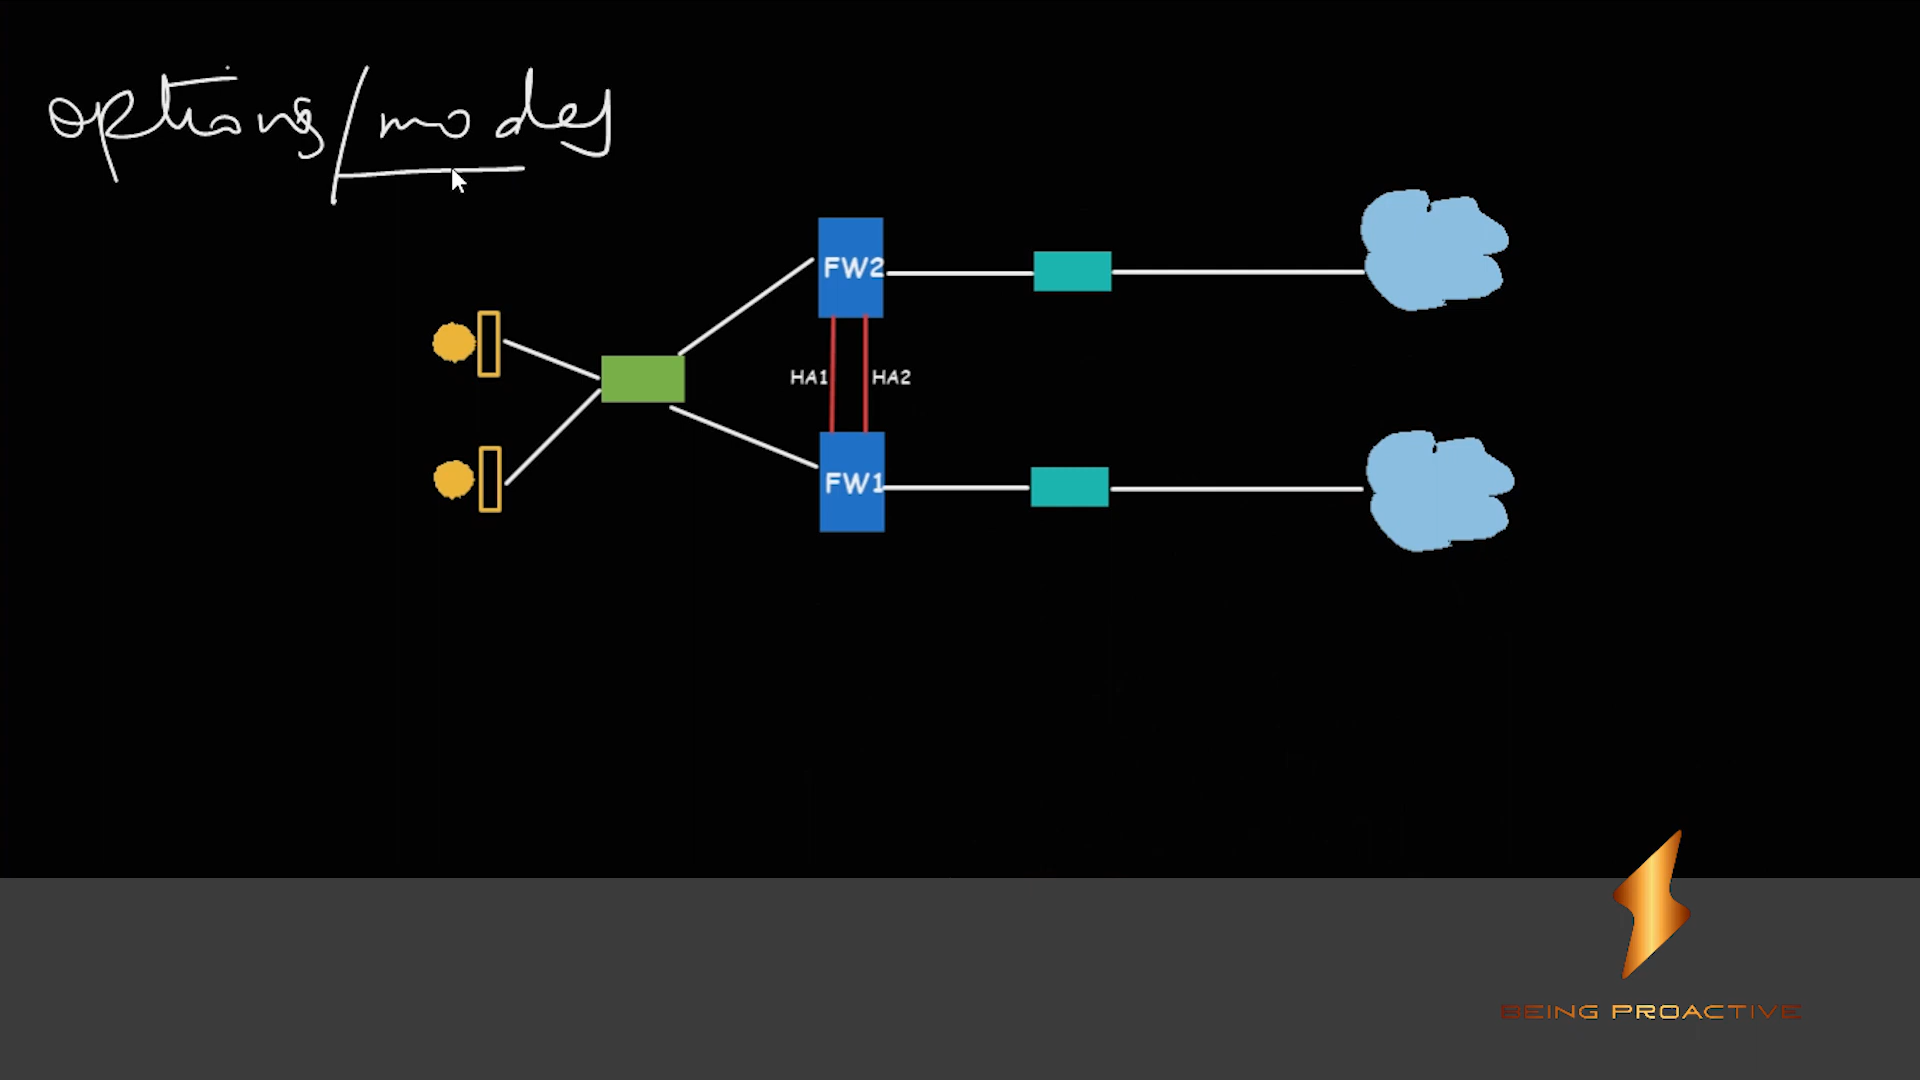 options/modes
FW2
HA1 HA2
FW1
BEING PROACTIVE